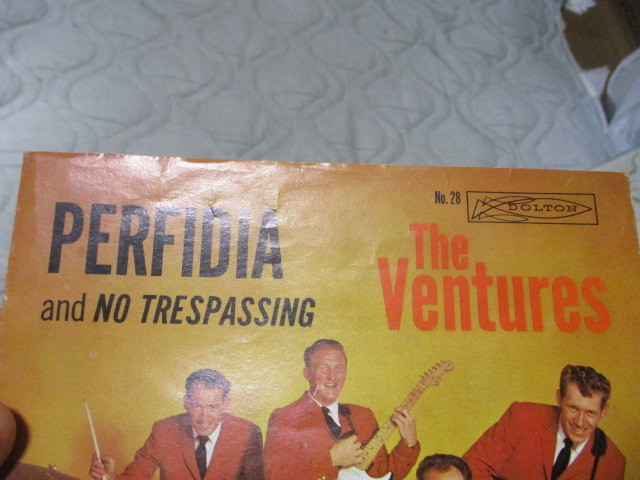 PERFIDIA
and NO TRESPASSING
No. 28
DOLTON
The
Ventures